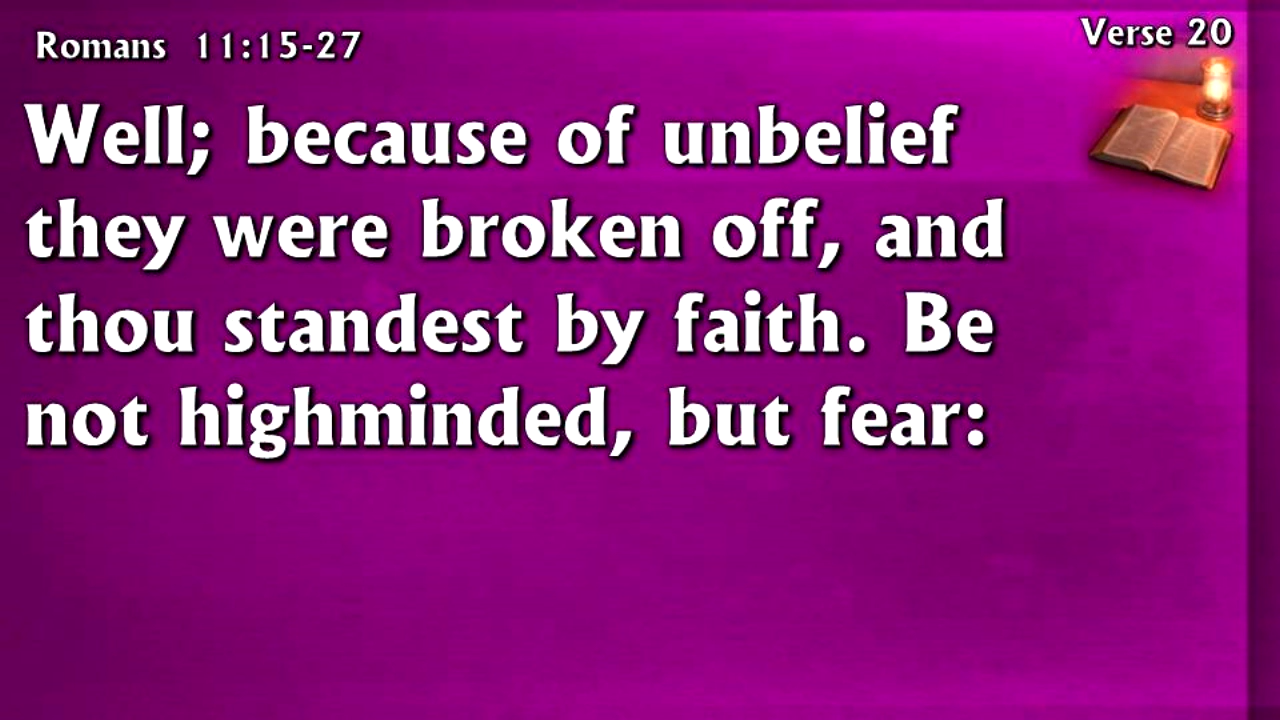 Romans 11:15-27
Verse 20
Well; because of unbelief
they were broken off, and
thou standest by faith. Be
not highminded, but fear: